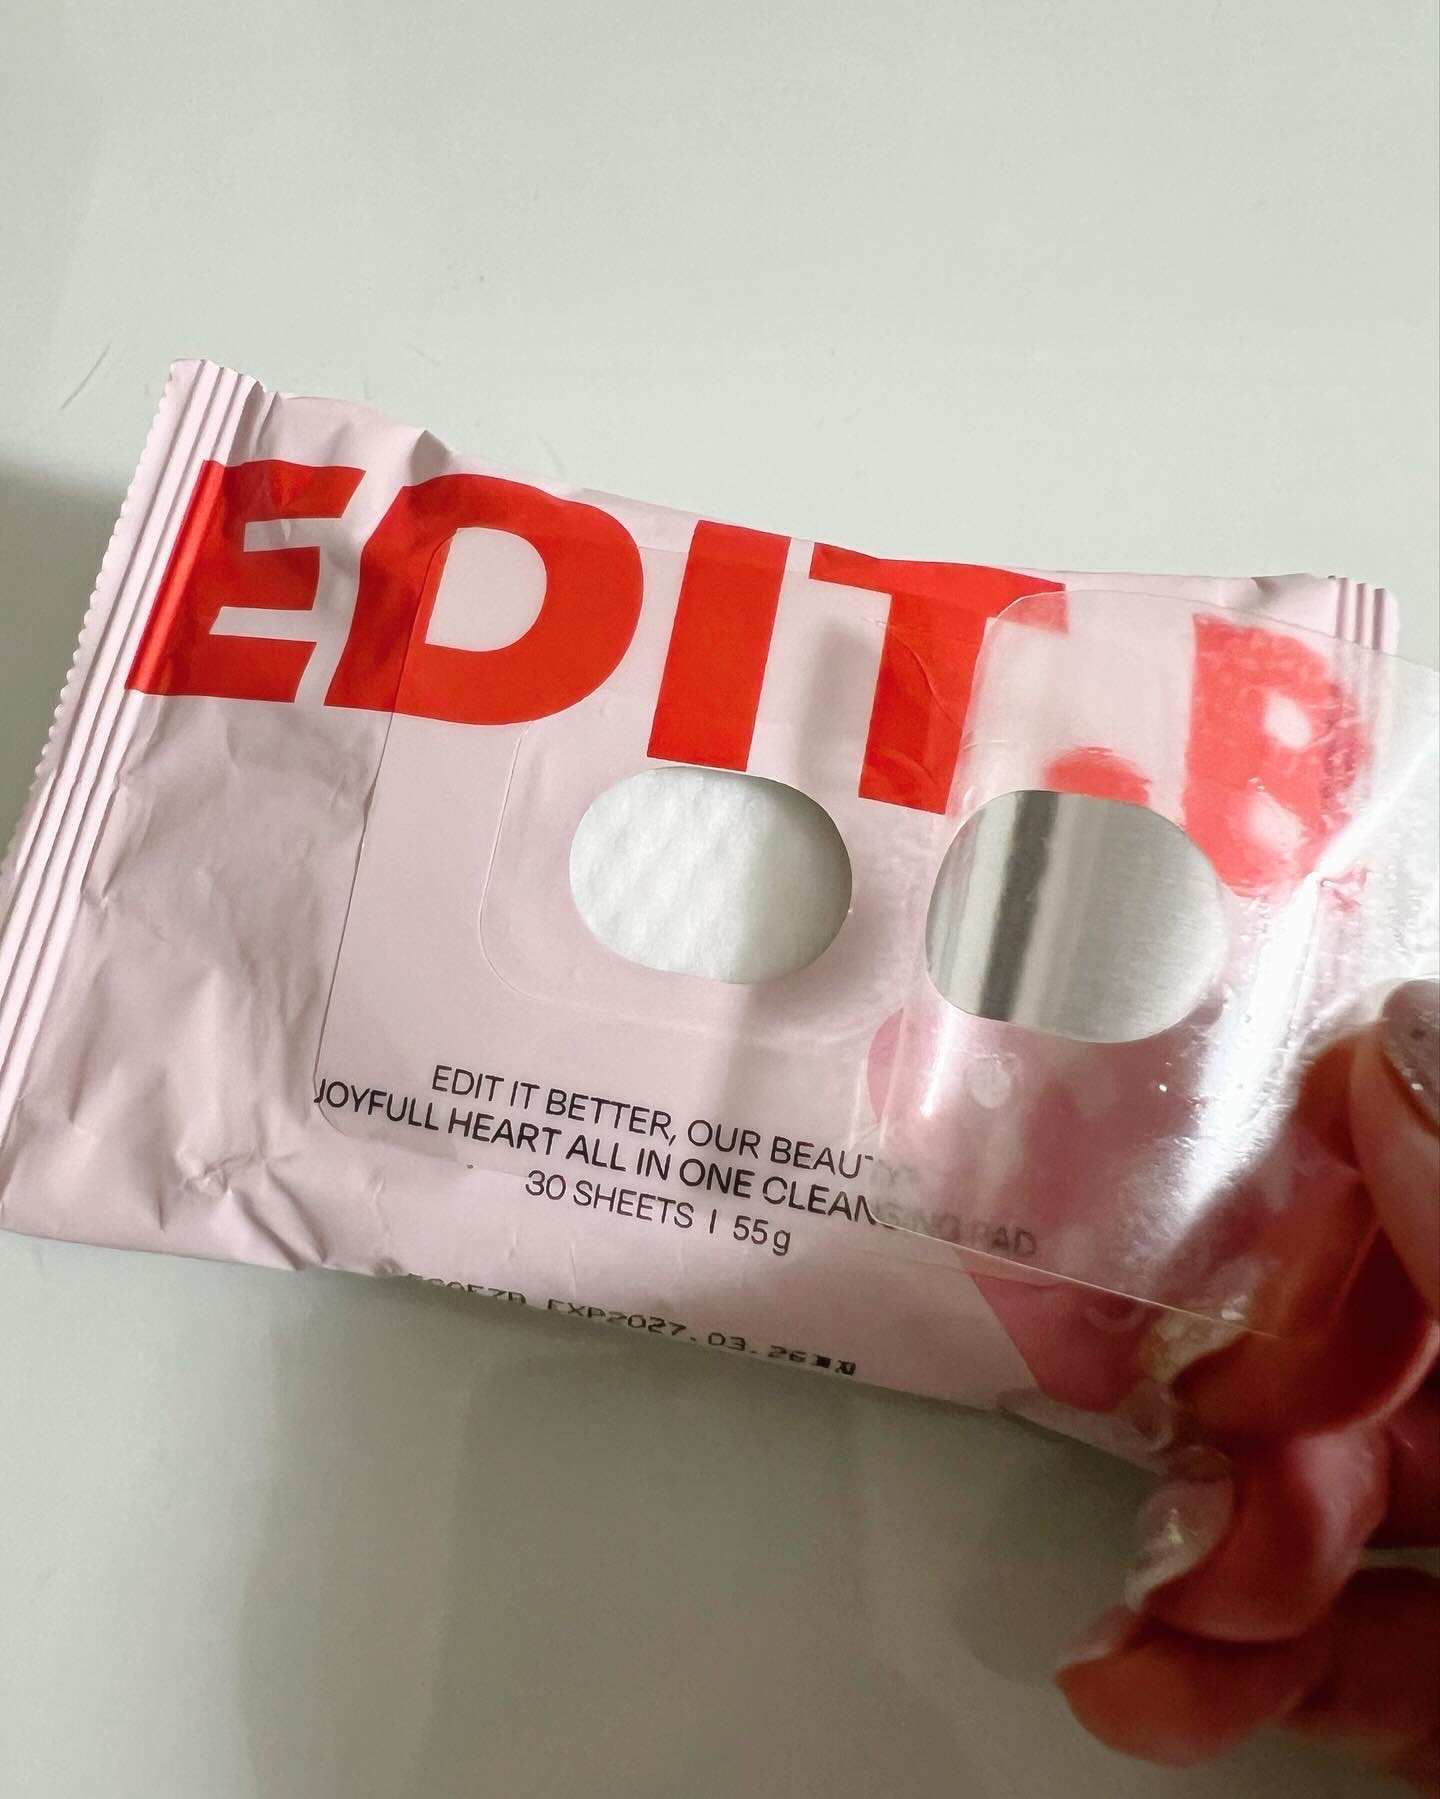 EDIT.B
EDIT IT BETTER, OUR BEAUTY
JOYFULL HEART ALL IN ONE CLEANSING PAD
30 SHEETS | 55g
EXP2027.03.26